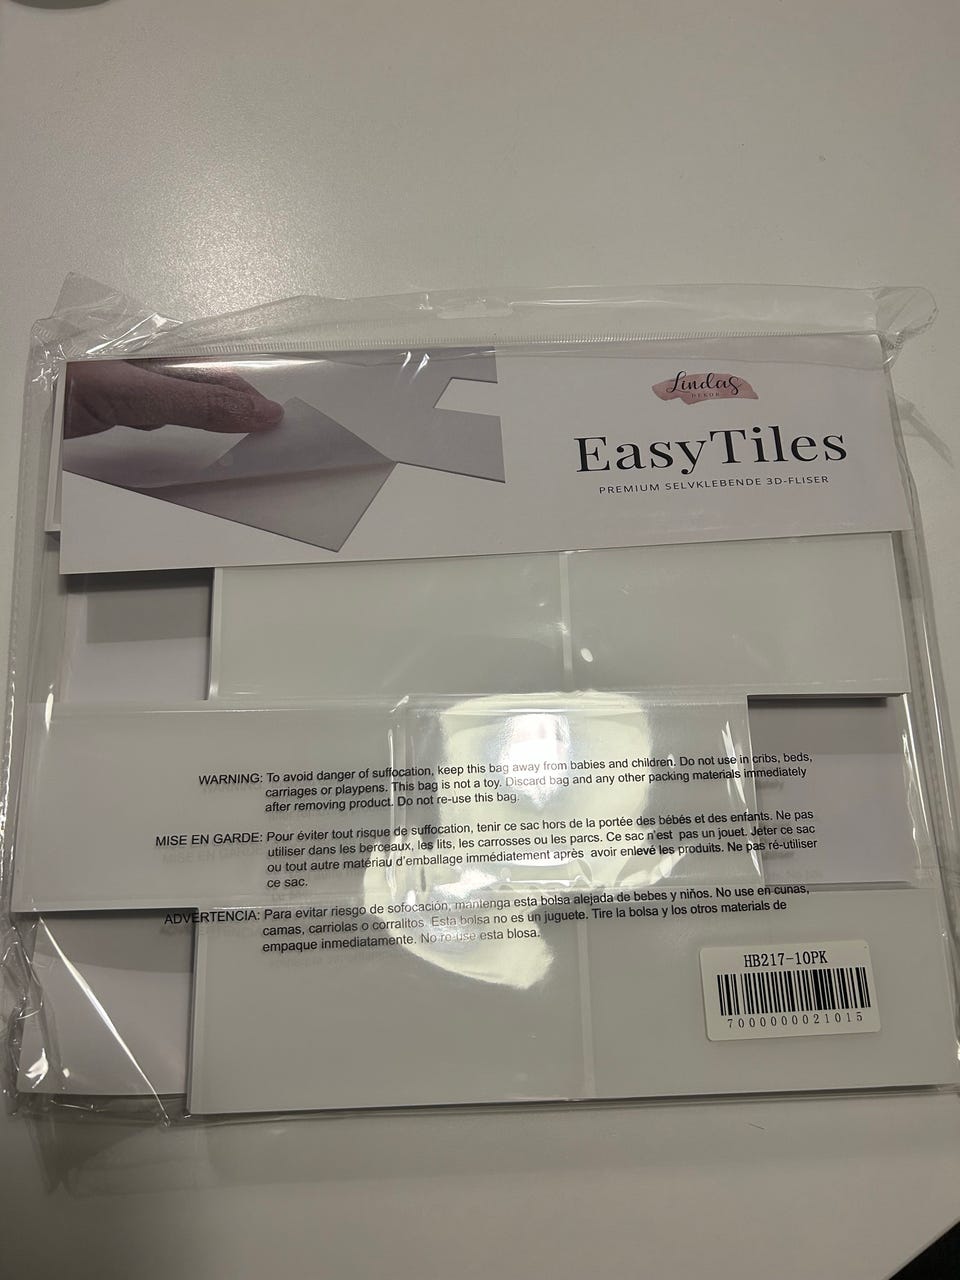 Lindas
DEKOR
EasyTiles
PREMIUM SELVKLEBENDE 3D-FLISER
WARNING: To avoid danger of suffocation, keep this bag away from babies and children. Do not use in cribs, beds,
carriages or playpens. This bag is not a toy. Discard bag and any other packing materials immediately
after removing product. Do not re-use this bag.
MISE EN GARDE: Pour éviter tout risque de suffocation, tenir ce sac hors de la portée des bébés et des enfants. Ne pas
utiliser dans les berceaux, les lits, les carrosses ou les parcs. Ce sac n'est pas un jouet. Jeter ce sac
ou tout autre matériau d'emballage immédiatement après avoir enlevé les produits. Ne pas ré-utiliser
ce sac.
ADVERTENCIA: Para evitar riesgo de sofocación, mantenga esta bolsa alejada de bebes y niños. No use en cunas,
camas, carriolas o corralitos. Esta bolsa no es un juguete. Tire la bolsa y los otros materials de
empaque inmediatamente. No re-use esta blosa.
HB217-10PK
7000000021015